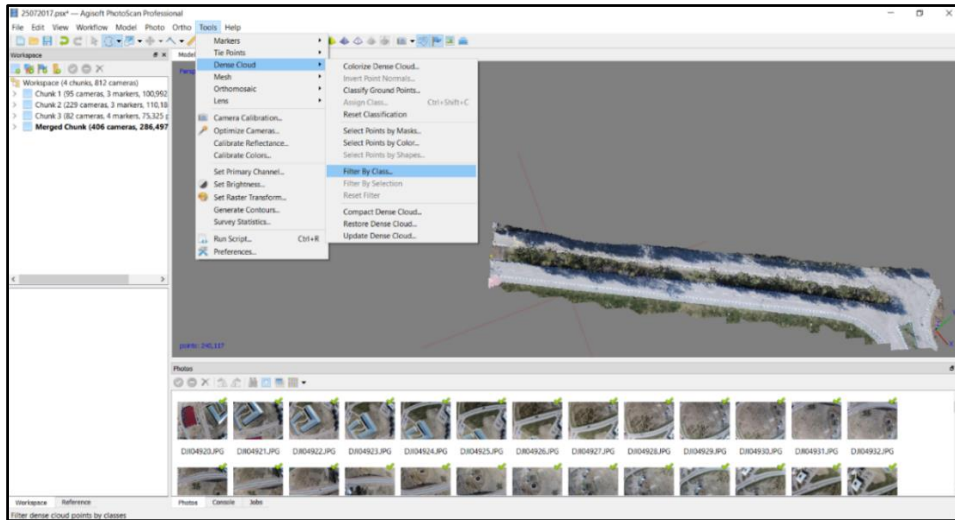 25072017.psx* — Agisoft PhotoScan Professional
File Edit View Workflow Model Photo Ortho Tools Help
Workspace
Model
Persp
Workspace (4 chunks, 812 cameras)
Chunk 1 (95 cameras, 3 markers, 100,992
Chunk 2 (229 cameras, 3 markers, 110,18
Chunk 3 (82 cameras, 4 markers, 75,325 p
Merged Chunk (406 cameras, 286,497
Markers
Tie Points
Dense Cloud
Mesh
Orthomosaic
Lens
Camera Calibration...
Optimize Cameras...
Calibrate Reflectance...
Calibrate Colors...
Set Primary Channel...
Set Brightness...
Set Raster Transform...
Generate Contours...
Survey Statistics...
Run Script... Ctrl+R
Preferences...
Colorize Dense Cloud...
Invert Point Normals...
Classify Ground Points...
Assign Class... Ctrl+Shift+C
Reset Classification
Select Points by Masks...
Select Points by Color...
Select Points by Shapes...
Filter By Class...
Filter By Selection
Reset Filter
Compact Dense Cloud...
Restore Dense Cloud...
Update Dense Cloud...
Photos
DJI04920.JPG DJI04921.JPG DJI04922.JPG DJI04923.JPG DJI04924.JPG DJI04925.JPG DJI04926.JPG DJI04927.JPG DJI04928.JPG DJI04929.JPG DJI04930.JPG DJI04931.JPG DJI04932.JPG
Workspace Reference
Photos Console Jobs
Filter dense cloud points by classes